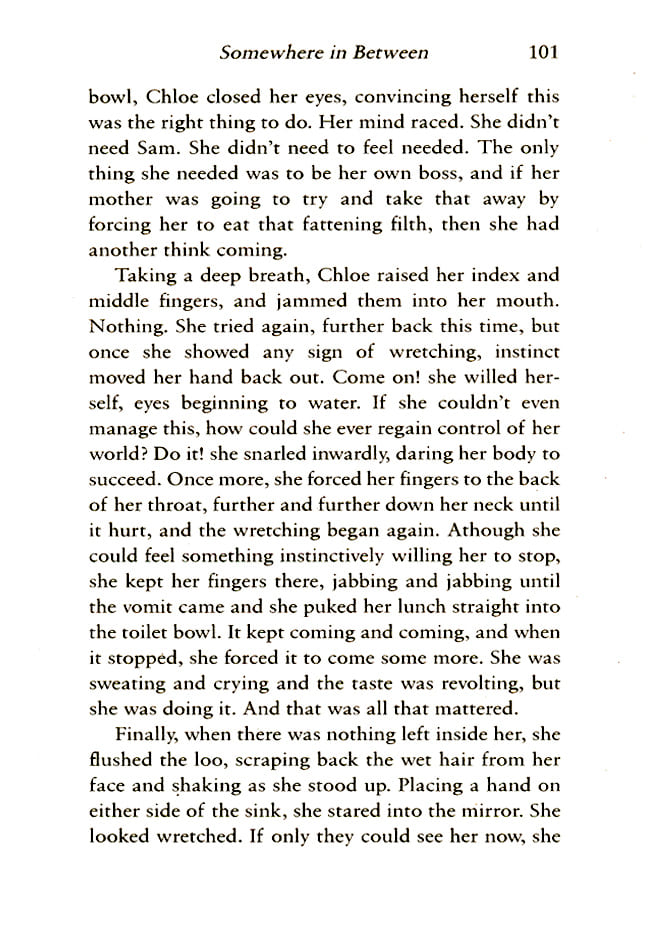 Somewhere in Between 101
bowl, Chloe closed her eyes, convincing herself this
was the right thing to do. Her mind raced. She didn't
need Sam. She didn't need to feel needed. The only
thing she needed was to be her own boss, and if her
mother was going to try and take that away by
forcing her to eat that fattening filth, then she had
another think coming.
Taking a deep breath, Chloe raised her index and
middle fingers, and jammed them into her mouth.
Nothing. She tried again, further back this time, but
once she showed any sign of wretching, instinct
moved her hand back out. Come on! she willed her-
self, eyes beginning to water. If she couldn't even
manage this, how could she ever regain control of her
world? Do it! she snarled inwardly, daring her body to
succeed. Once more, she forced her fingers to the back
of her throat, further and further down her neck until
it hurt, and the wretching began again. Athough she
could feel something instinctively willing her to stop,
she kept her fingers there, jabbing and jabbing until
the vomit came and she puked her lunch straight into
the toilet bowl. It kept coming and coming, and when
it stopped, she forced it to come some more. She was
sweating and crying and the taste was revolting, but
she was doing it. And that was all that mattered.
Finally, when there was nothing left inside her, she
flushed the loo, scraping back the wet hair from her
face and shaking as she stood up. Placing a hand on
either side of the sink, she stared into the mirror. She
looked wretched. If only they could see her now, she